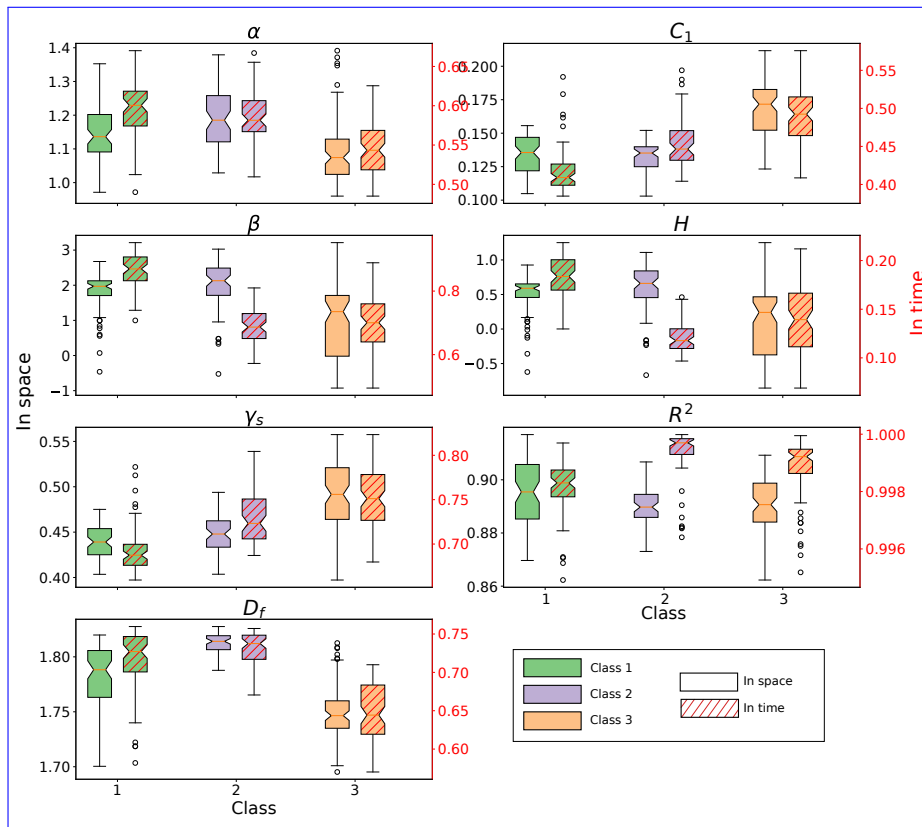 α
C₁
1.4
1.3
1.2
1.1
1.0
0.65
0.60
0.55
0.50
0.200
0.175
0.150
0.125
0.100
0.55
0.50
0.45
0.40
β
H
3
2
1
0
−1
0.8
0.6
1.0
0.5
0.0
−0.5
0.20
0.15
0.10
In space
In time
γₛ
R²
0.55
0.50
0.45
0.40
0.80
0.75
0.70
0.90
0.88
0.86
1.000
0.998
0.996
1 2 3
Class
D_f
1.80
1.75
1.70
0.75
0.70
0.65
0.60
1 2 3
Class
Class 1
Class 2
Class 3
In space
In time